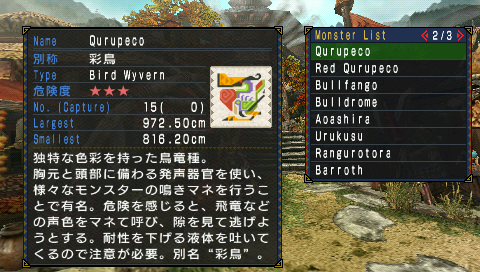 Name Qurupeco
別称 彩鳥
Type Bird Wyvern
危険度 ★★★
No. (Capture) 15( 0)
Largest 972.50cm
Smallest 816.20cm
独特な色彩を持った鳥竜種。
胸元と頭部に備わる発声器官を使い、
様々なモンスターの鳴きマネを行うこ
とで有名。危険を感じると、飛竜など
の声色をマネて呼び、隙を見て逃げよ
うとする。耐性を下げる液体を吐いて
くるので注意が必要。別名“彩鳥”。
Monster List 2/3
Qurupeco
Red Qurupeco
Bullfango
Bulldrome
Aoashira
Urukusu
Rangurotora
Barroth